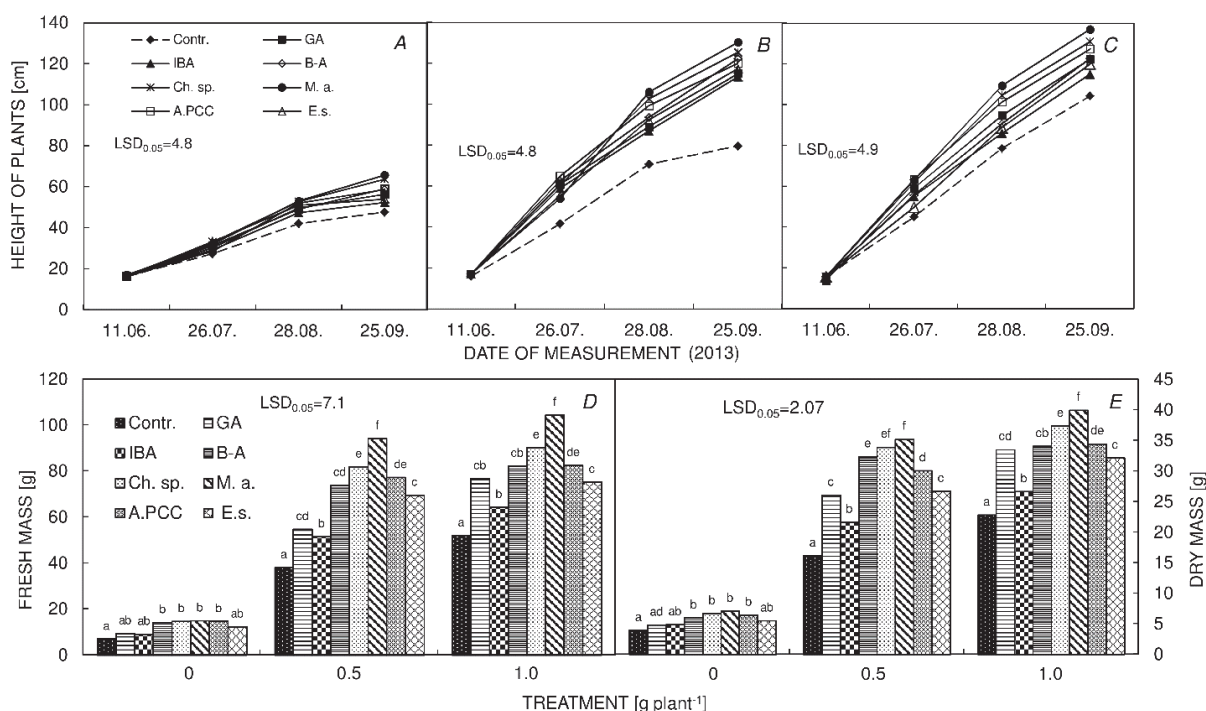 140
120
100
80
60
40
20
0
HEIGHT OF PLANTS [cm]
Contr. GA
IBA B-A
Ch. sp. M. a.
A.PCC E.s.
A
LSD0.05=4.8
B
LSD0.05=4.8
C
LSD0.05=4.9
11.06. 26.07. 28.08. 25.09. 11.06. 26.07. 28.08. 25.09. 11.06. 26.07. 28.08. 25.09.
DATE OF MEASUREMENT (2013)
120
100
80
60
40
20
0
FRESH MASS [g]
LSD0.05=7.1
D
Contr. GA
IBA B-A
Ch. sp. M. a.
A.PCC E.s.
a ab ab b b b b ab
a cd b cd e f de c
a cb b cb e f de c
LSD0.05=2.07
E
a ad ab b b b b ab
a c b e ef f d c
a cd b cb e f de c
45
40
35
30
25
20
15
10
5
0
DRY MASS [g]
0 0.5 1.0 0 0.5 1.0
TREATMENT [g plant-1]